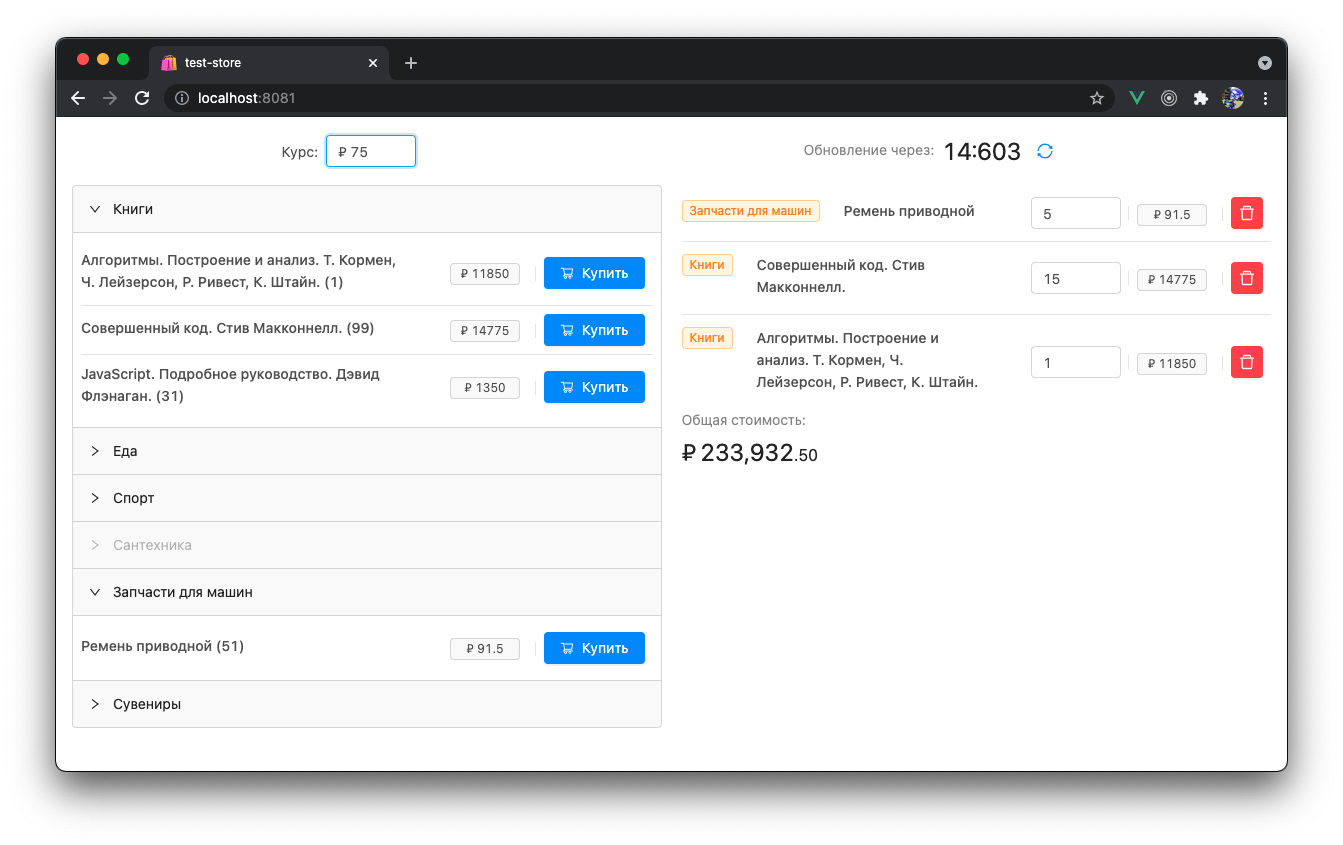 test-store
localhost:8081
Курс: ₽ 75
Обновление через: 14:603
Книги
Алгоритмы. Построение и анализ. Т. Кормен,
Ч. Лейзерсон, Р. Ривест, К. Штайн. (1)
₽ 11850
Купить
Совершенный код. Стив Макконнелл. (99)
₽ 14775
Купить
JavaScript. Подробное руководство. Дэвид
Флэнаган. (31)
₽ 1350
Купить
Еда
Спорт
Сантехника
Запчасти для машин
Ремень приводной (51)
₽ 91.5
Купить
Сувениры
Запчасти для машин
Ремень приводной
5
₽ 91.5
Книги
Совершенный код. Стив
Макконнелл.
15
₽ 14775
Книги
Алгоритмы. Построение и
анализ. Т. Кормен, Ч.
Лейзерсон, Р. Ривест, К. Штайн.
1
₽ 11850
Общая стоимость:
₽ 233,932.50